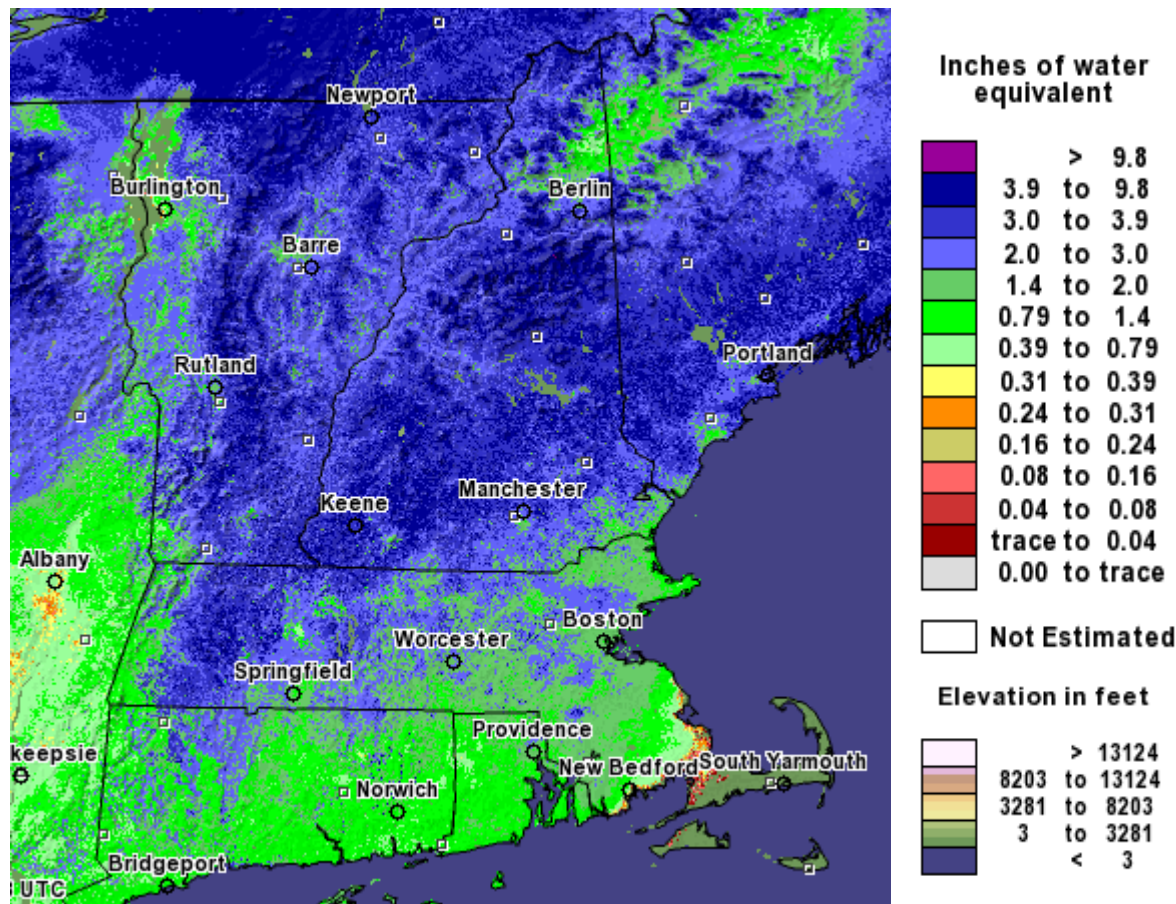 Newport
Burlington
Berlin
Barre
Rutland
Portland
Manchester
Keene
Albany
Worcester
Boston
Springfield
Providence
keepsie
New Bedford
South Yarmouth
Norwich
Bridgeport
UTC
Inches of water
equivalent
> 9.8
3.9 to 9.8
3.0 to 3.9
2.0 to 3.0
1.4 to 2.0
0.79 to 1.4
0.39 to 0.79
0.31 to 0.39
0.24 to 0.31
0.16 to 0.24
0.08 to 0.16
0.04 to 0.08
trace to 0.04
0.00 to trace
Not Estimated
Elevation in feet
> 13124
8203 to 13124
3281 to 8203
3 to 3281
< 3